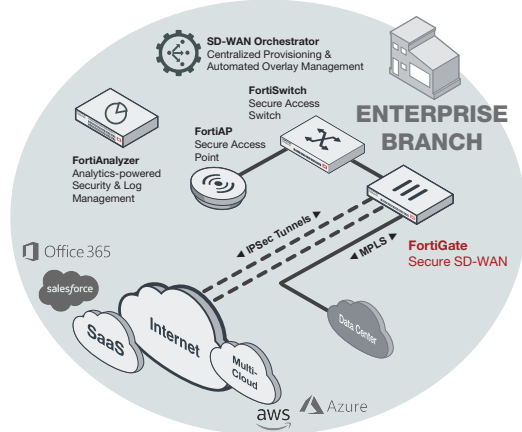 SD-WAN Orchestrator
Centralized Provisioning &
Automated Overlay Management
FortiSwitch
Secure Access
Switch
ENTERPRISE
BRANCH
FortiAP
Secure Access
Point
FortiAnalyzer
Analytics-powered
Security & Log
Management
◄ IPSec Tunnels ►
◄ MPLS ►
FortiGate
Secure SD-WAN
Office 365
salesforce
SaaS
Internet
Multi-
Cloud
Data Center
aws
Azure